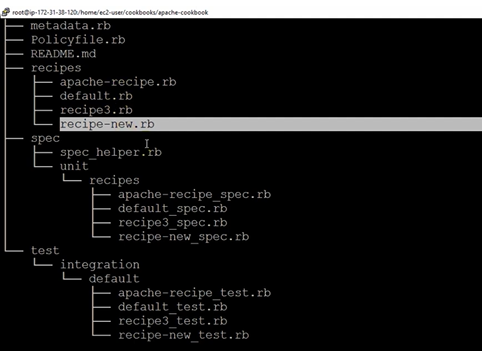 root@ip-172-31-38-120:/home/ec2-user/cookbooks/apache-cookbook
├── metadata.rb
├── Policyfile.rb
├── README.md
├── recipes
│   ├── apache-recipe.rb
│   ├── default.rb
│   ├── recipe3.rb
│   └── recipe-new.rb
├── spec
│   ├── spec_helper.rb
│   └── unit
│       └── recipes
│           ├── apache-recipe_spec.rb
│           ├── default_spec.rb
│           ├── recipe3_spec.rb
│           └── recipe-new_spec.rb
└── test
    └── integration
        └── default
            ├── apache-recipe_test.rb
            ├── default_test.rb
            ├── recipe3_test.rb
            └── recipe-new_test.rb